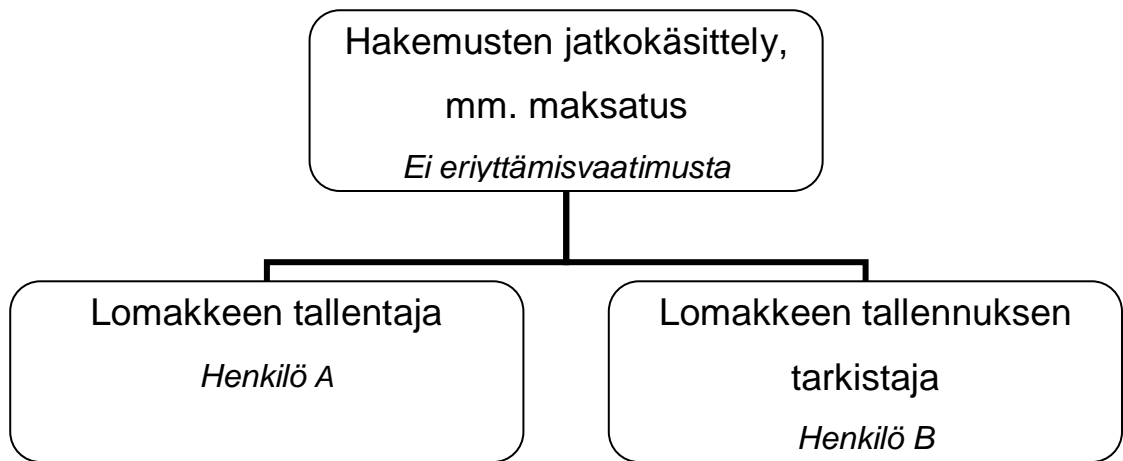 Hakemusten jatkokäsittely,
mm. maksatus
Ei eriyttämisvaatimusta
Lomakkeen tallentaja
Henkilö A
Lomakkeen tallennuksen
tarkistaja
Henkilö B